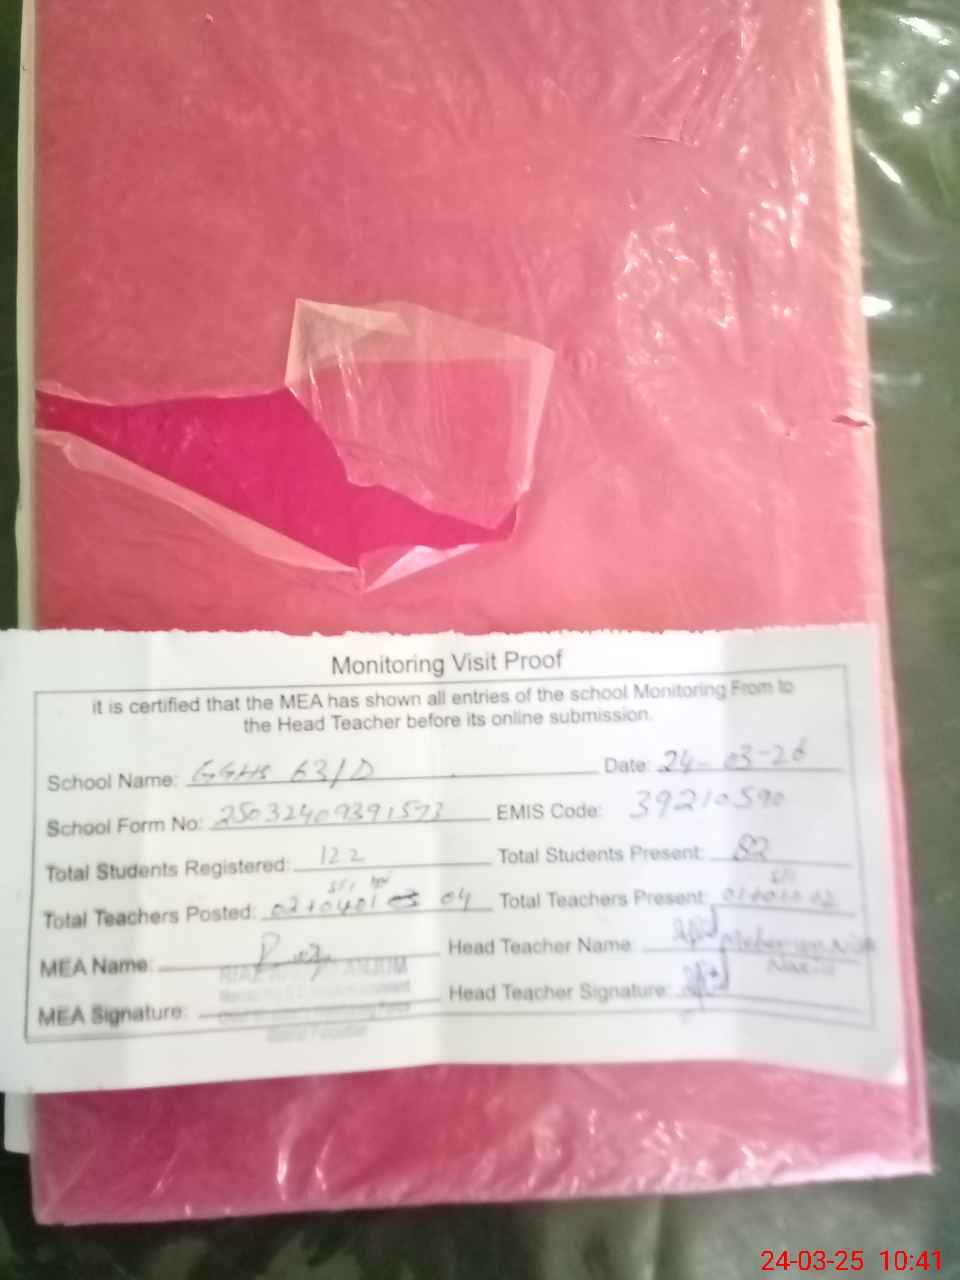 Monitoring Visit Proof
it is certified that the MEA has shown all entries of the school Monitoring From to
the Head Teacher before its online submission.
School Name: GGHS 63/D Date: 24-03-26
School Form No: 25032409391573 EMIS Code: 39210590
Total Students Registered: 122 Total Students Present: 82
Total Teachers Posted: 04 Total Teachers Present:
MEA Name: Head Teacher Name:
MEA Signature: Head Teacher Signature:
24-03-25 10:41